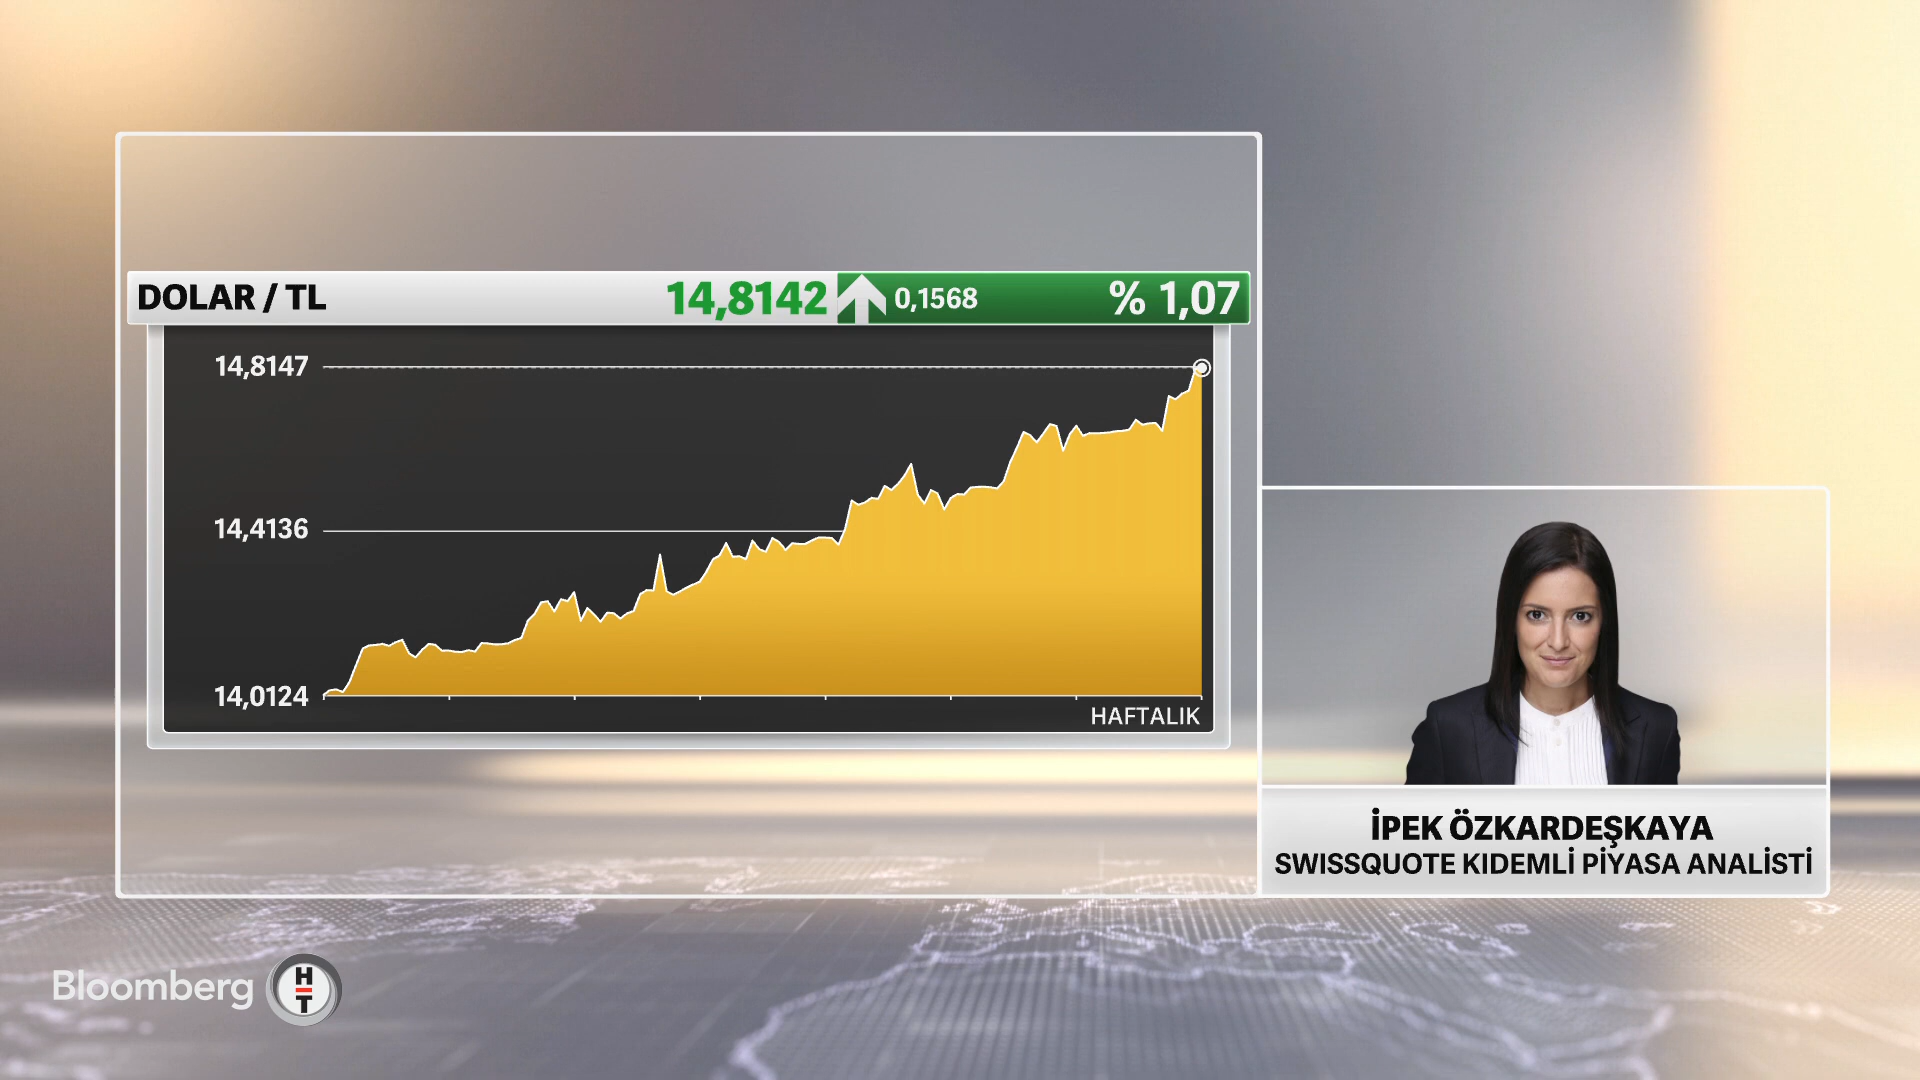 DOLAR / TL 14,8142 0,1568 % 1,07
14,8147
14,4136
14,0124
HAFTALIK
İPEK ÖZKARDEŞKAYA
SWISSQUOTE KIDEMLİ PİYASA ANALİSTİ
Bloomberg HT